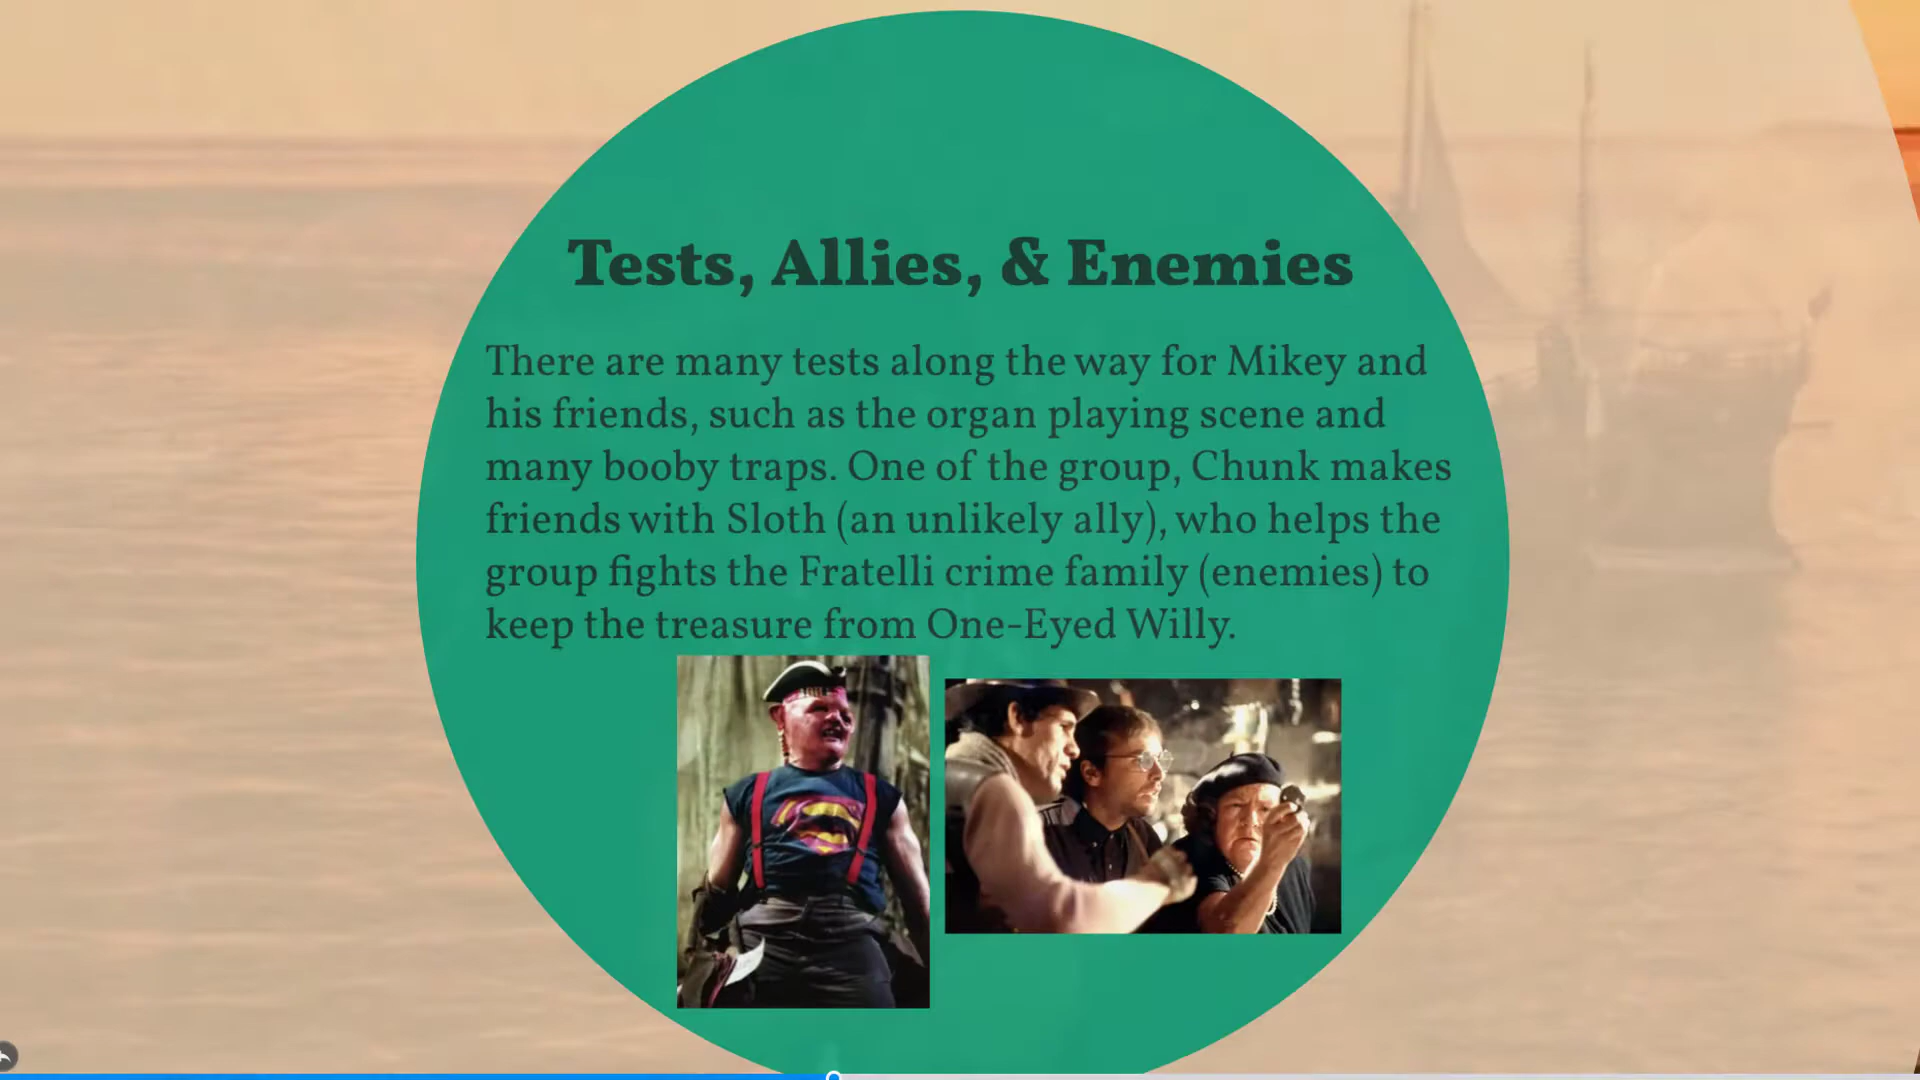 Tests, Allies, & Enemies
There are many tests along the way for Mikey and
his friends, such as the organ playing scene and
many booby traps. One of the group, Chunk makes
friends with Sloth (an unlikely ally), who helps the
group fights the Fratelli crime family (enemies) to
keep the treasure from One-Eyed Willy.